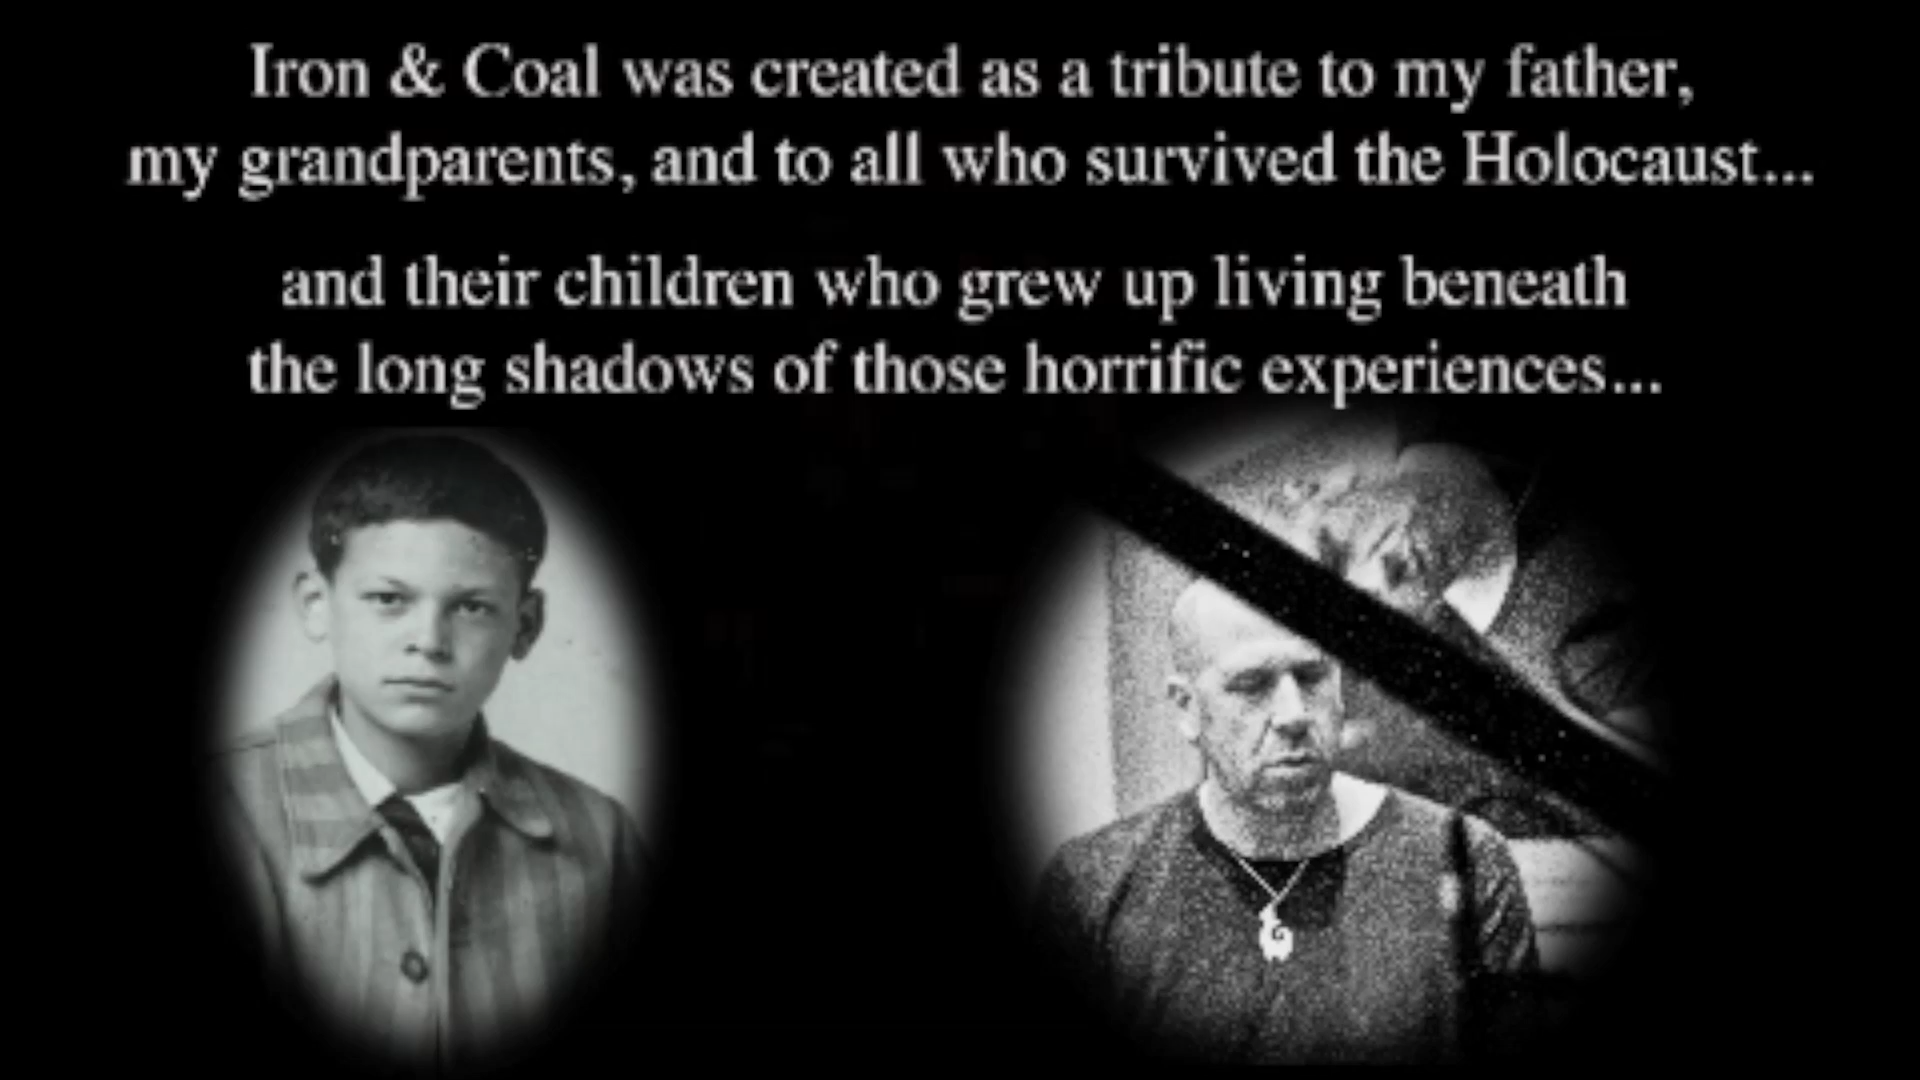 Iron & Coal was created as a tribute to my father,
my grandparents, and to all who survived the Holocaust...
and their children who grew up living beneath
the long shadows of those horrific experiences...